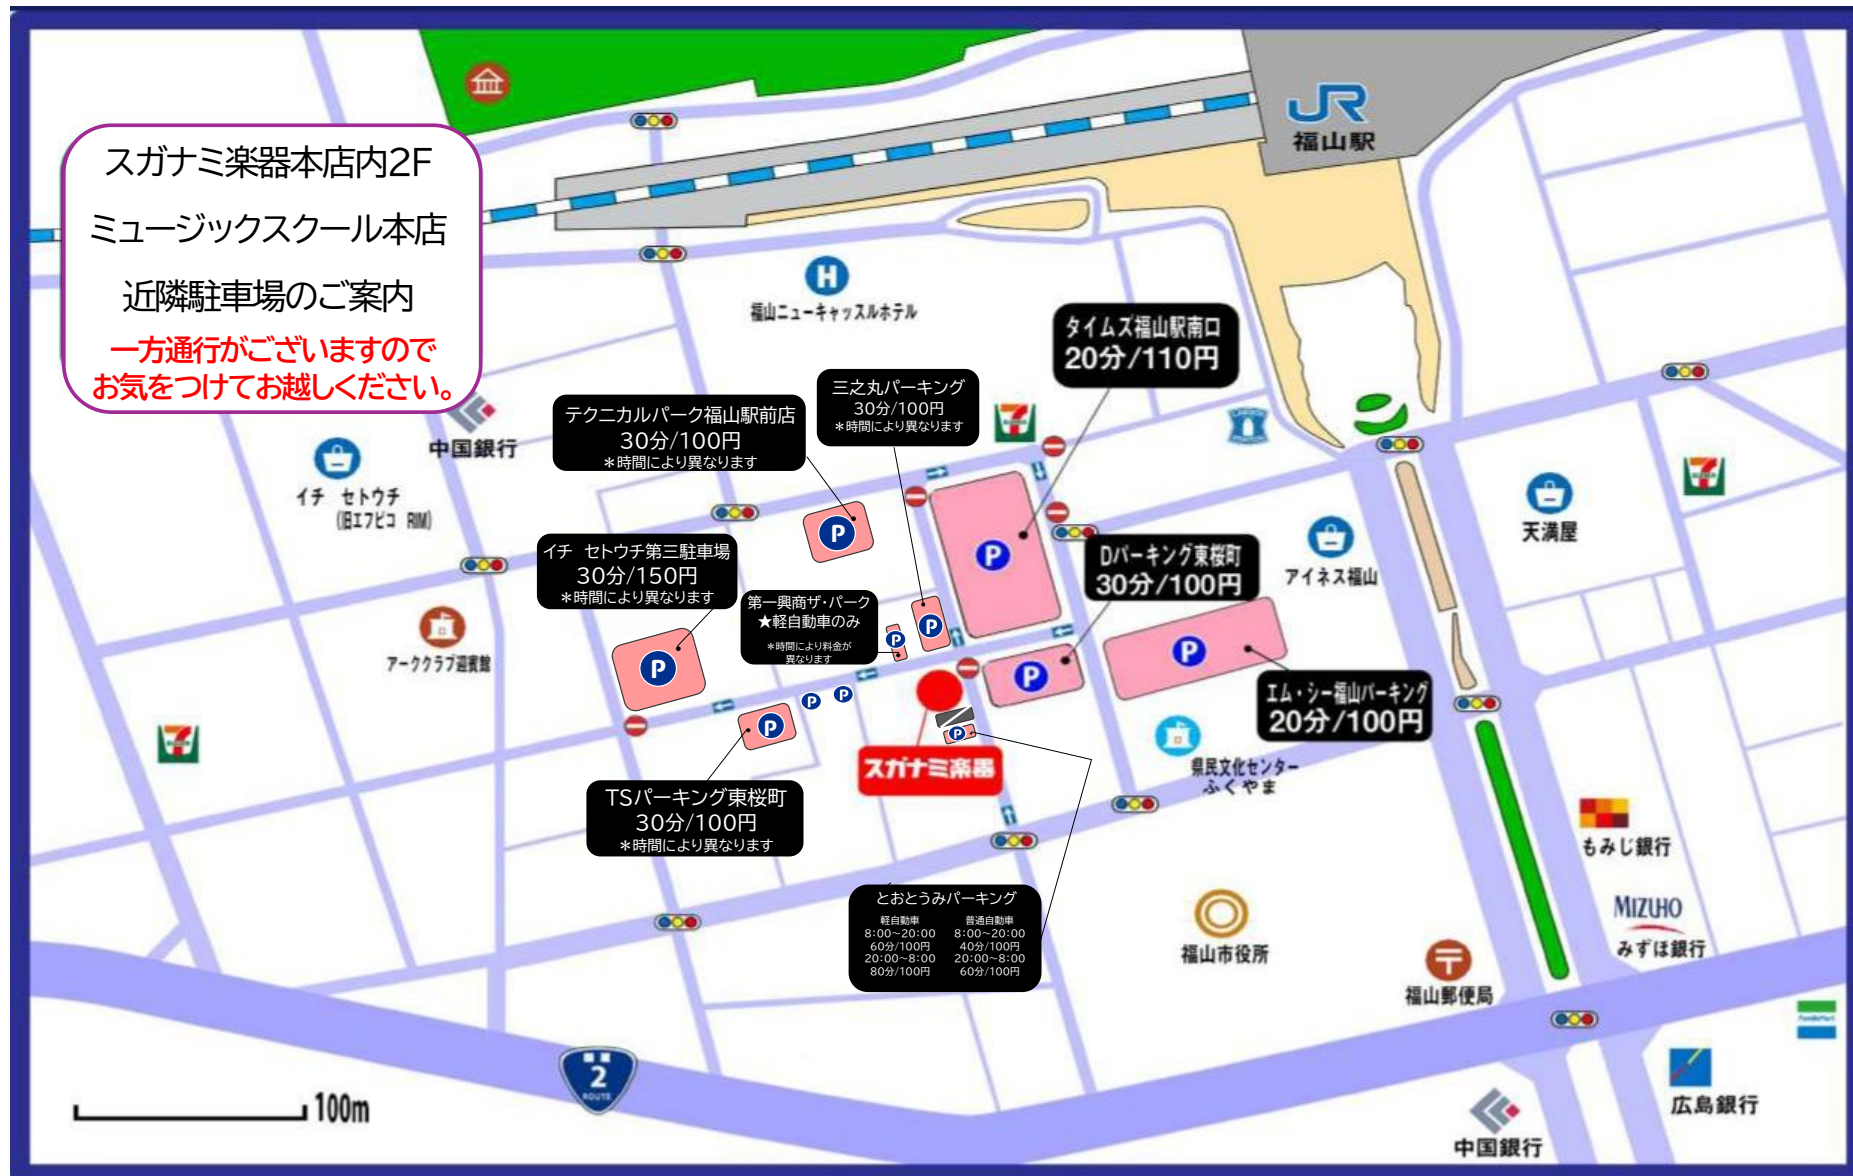 スガナミ楽器本店内2F
ミュージックスクール本店
近隣駐車場のご案内
一方通行がございますので
お気をつけてお越しください。
JR
福山駅
H
福山ニューキャッスルホテル
タイムズ福山駅南口
20分/110円
三之丸パーキング
30分/100円
＊時間により異なります
テクニカルパーク福山駅前店
30分/100円
＊時間により異なります
中国銀行
イチ セトウチ
(旧エフピコ RIM)
7
7
天満屋
アイネス福山
P
P
イチ セトウチ第三駐車場
30分/150円
＊時間により異なります
Dパーキング東桜町
30分/100円
第一興商ザ・パーク
★軽自動車のみ
＊時間により料金が
異なります
アーククラブ迎賓館
P
P
P
P
P
P
P
P
P
エム・シー福山パーキング
20分/100円
7
スガナミ楽器
県民文化センター
ふくやま
TSパーキング東桜町
30分/100円
＊時間により異なります
もみじ銀行
とおとうみパーキング
軽自動車 普通自動車
8:00~20:00 8:00~20:00
60分/100円 40分/100円
20:00~8:00 20:00~8:00
80分/100円 60分/100円
MIZUHO
みずほ銀行
福山市役所
〒
福山郵便局
FamilyMart
2
ROUTE
100m
広島銀行
中国銀行